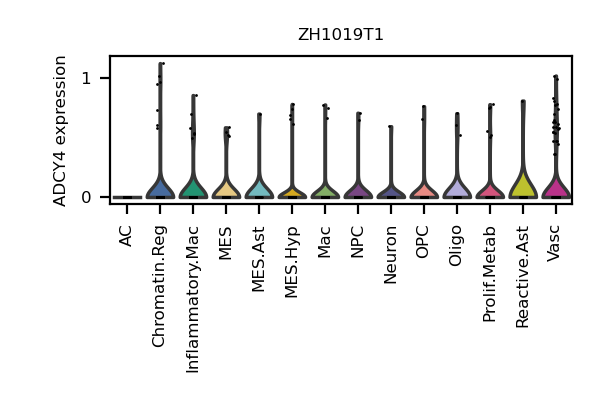 ZH1019T1
ADCY4 expression
1
0
AC
Chromatin.Reg
Inflammatory.Mac
MES
MES.Ast
MES.Hyp
Mac
NPC
Neuron
OPC
Oligo
Prolif.Metab
Reactive.Ast
Vasc